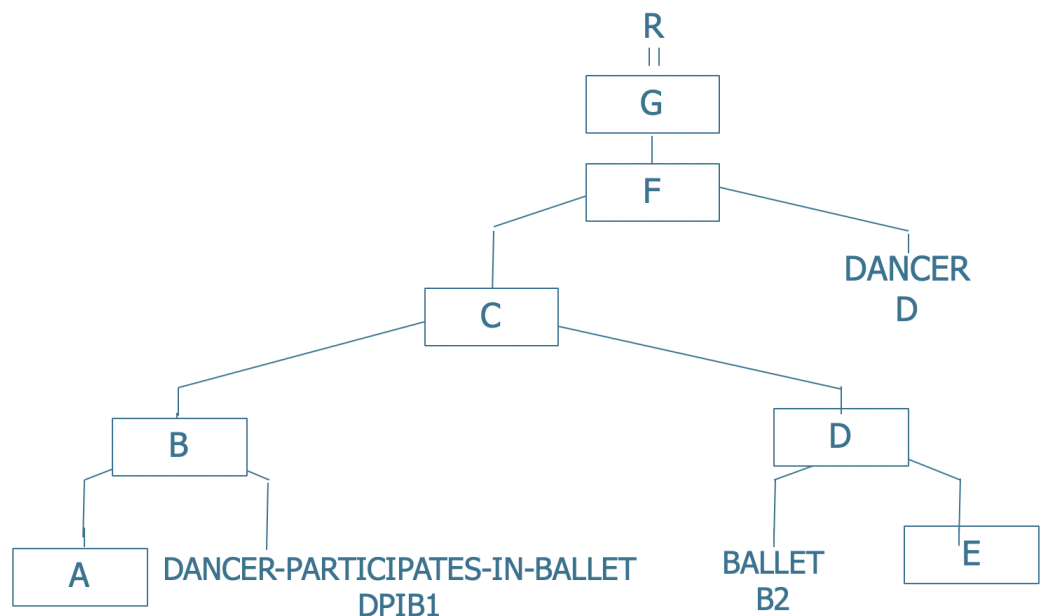 R
||
G
F
DANCER
D
C
B
D
A
DANCER-PARTICIPATES-IN-BALLET
DPIB1
BALLET
B2
E